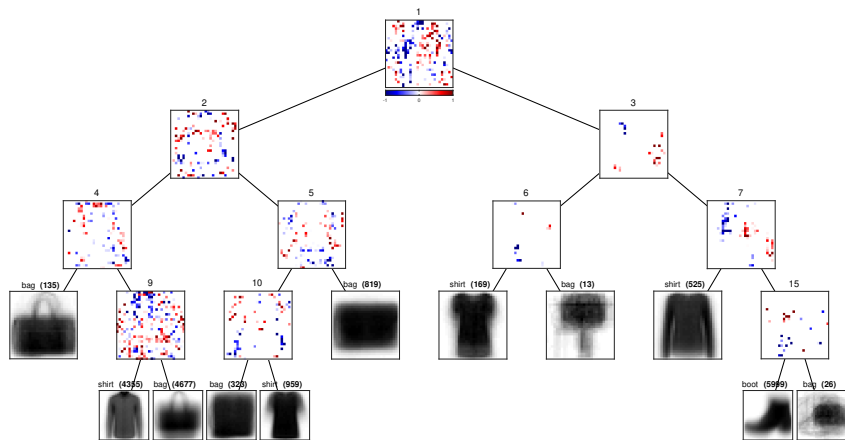 1
-1 0 1
2
3
4
5
6
7
bag (135)
9
10
bag (819)
shirt (169)
bag (13)
shirt (525)
15
shirt (4355)
bag (4677)
bag (323)
shirt (959)
boot (5999)
bag (26)